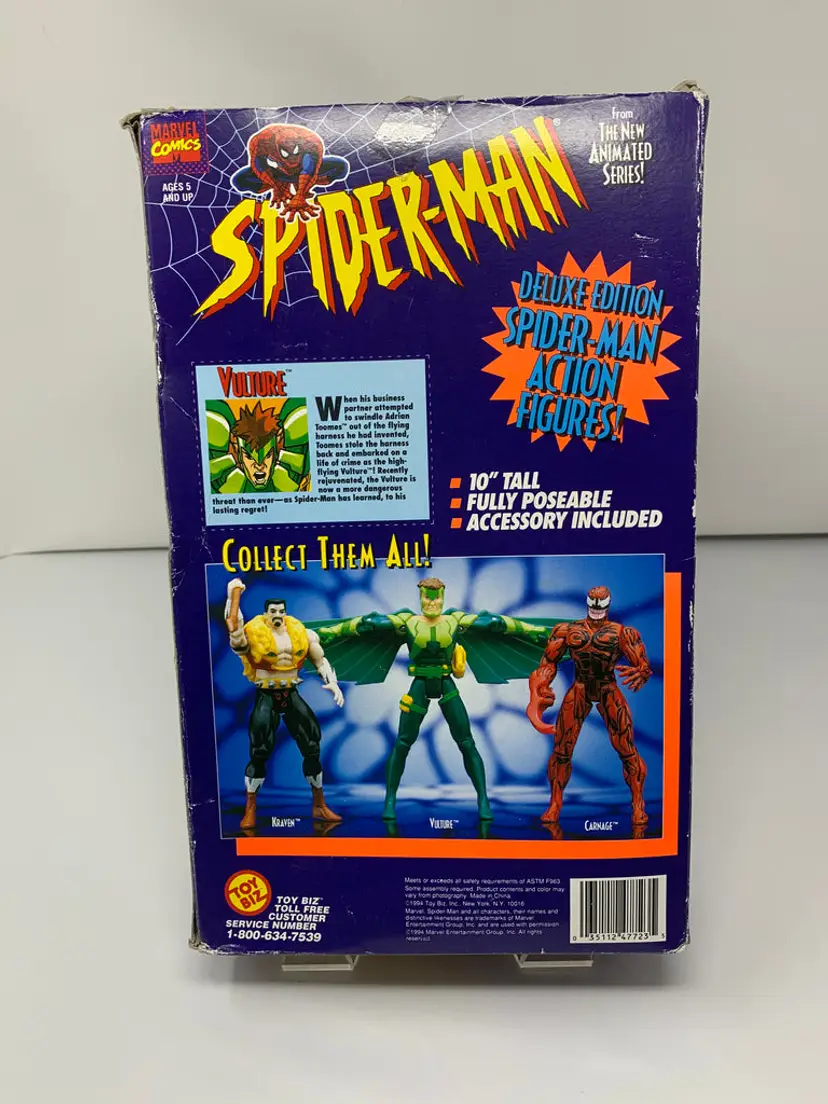 MARVEL
COMICS
AGES 5
AND UP
SPIDER-MAN
From
THE NEW
ANIMATED
SERIES!
DELUXE EDITION
SPIDER-MAN
ACTION
FIGURES!
VULTURE™
When his business
partner attempted
to swindle Adrian
Toomes™ out of the flying
harness he had invented,
Toomes stole the harness
back and embarked on a
life of crime as the high-
flying Vulture™! Recently
rejuvenated, the Vulture is
now a more dangerous
threat than ever—as Spider-Man has learned, to his
lasting regret!
10" TALL
FULLY POSEABLE
ACCESSORY INCLUDED
COLLECT THEM ALL!
KRAVEN™
VULTURE™
CARNAGE™
TOY
BIZ
TOY BIZ™
TOLL FREE
CUSTOMER
SERVICE NUMBER
1-800-634-7539
Meets or exceeds all safety requirements of ASTM F963
Some assembly required. Product contents and color may
vary from photography. Made in China
©1994 Toy Biz, Inc., New York, N.Y. 10016
Marvel, Spider-Man and all characters, their names and
distinctive likenesses are trademarks of Marvel
Entertainment Group, Inc. and are used with permission
©1994 Marvel Entertainment Group, Inc. All rights
reserved.
0 35112 47723 5